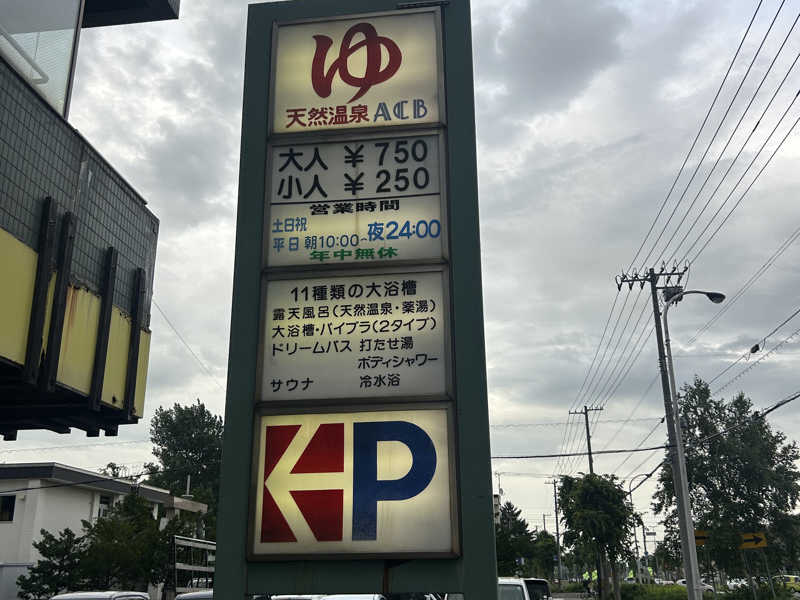 ゆ
天然温泉ACB
大人 ￥750
小人 ￥250
営業時間
土日祝
平日 朝10:00~夜24:00
年中無休
11種類の大浴槽
露天風呂(天然温泉・薬湯)
大浴槽・バイブラ(2タイプ)
ドリームバス 打たせ湯
ボディシャワー
サウナ 冷水浴
KP